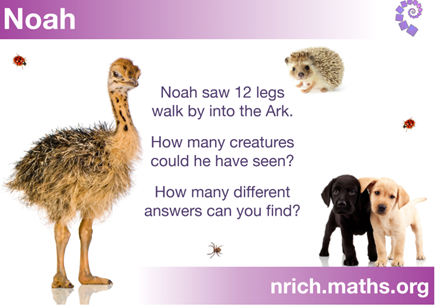 Noah
Noah saw 12 legs
walk by into the Ark.
How many creatures
could he have seen?
How many different
answers can you find?
nrich.maths.org